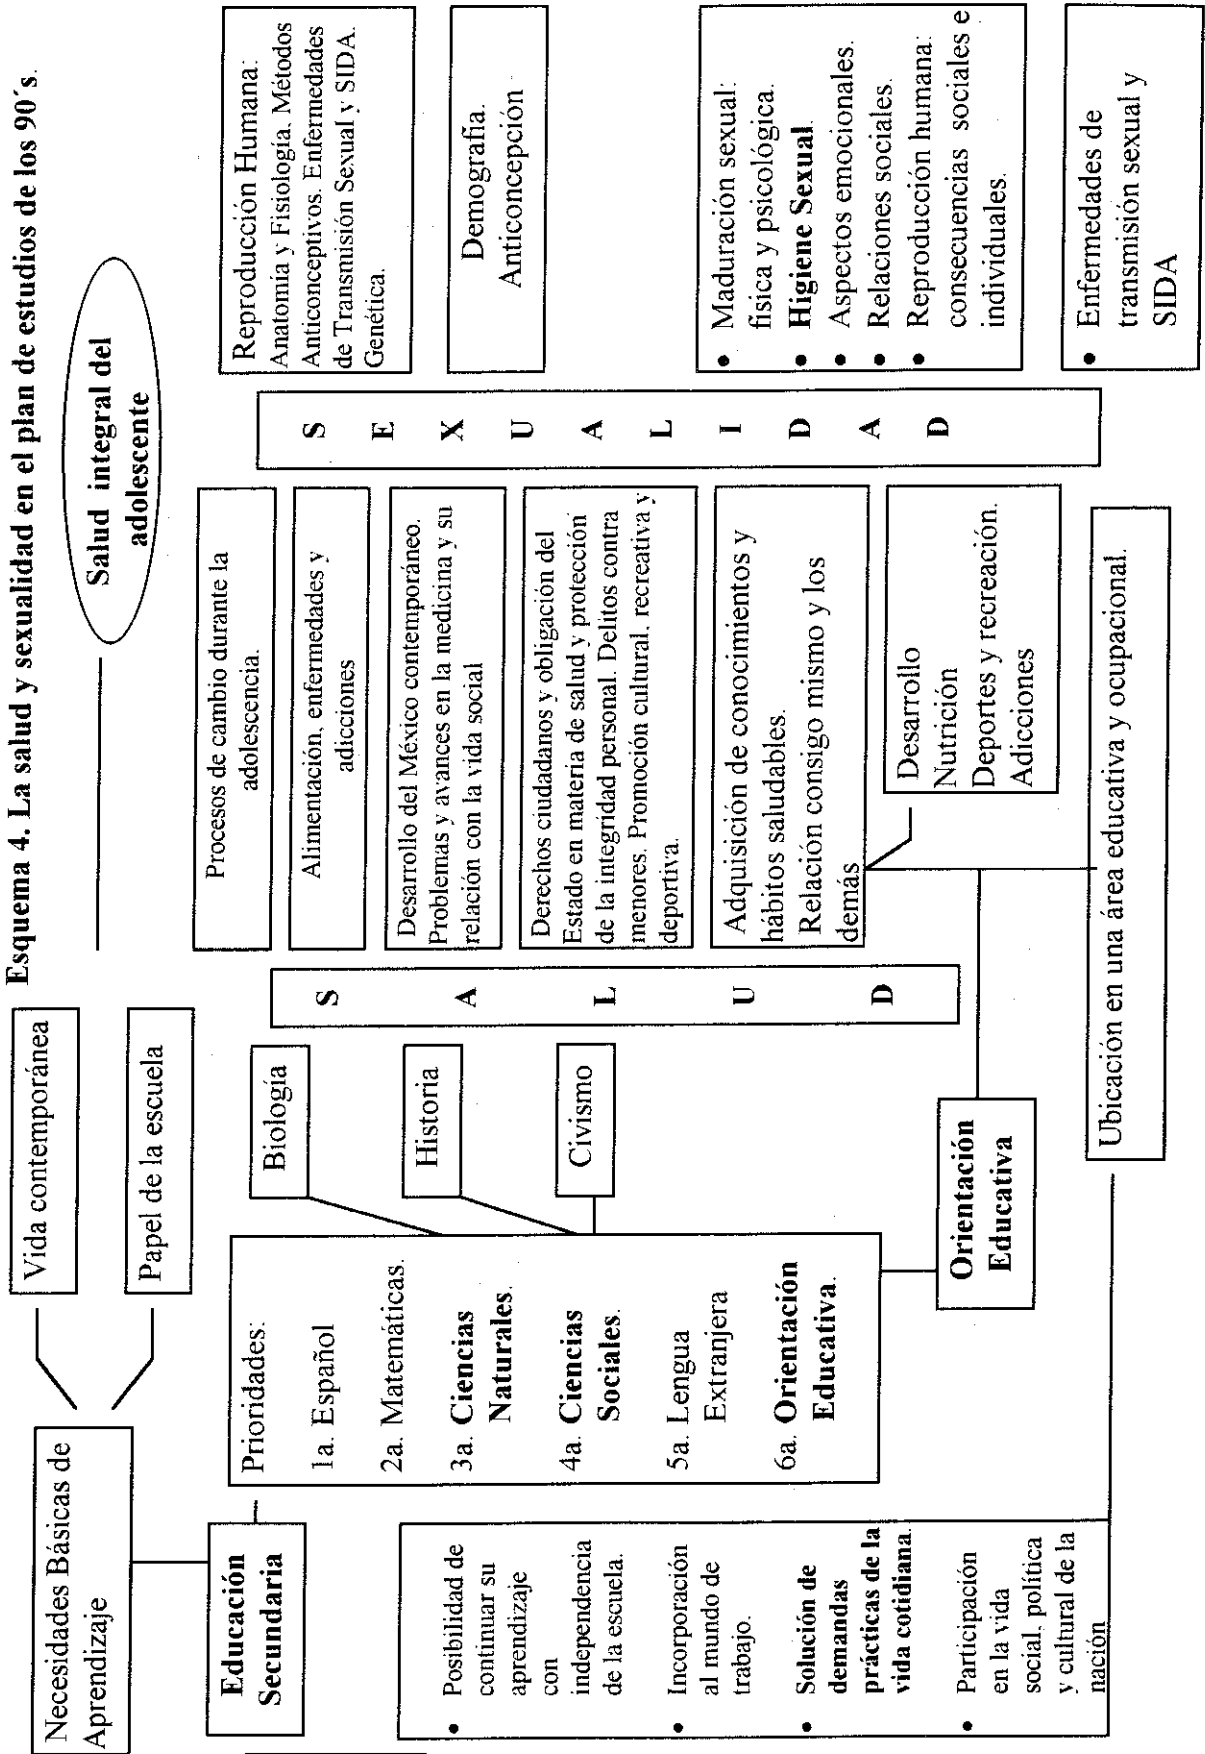 Esquema 4. La salud y sexualidad en el plan de estudios de los 90´s.
Necesidades Básicas de
Aprendizaje
Vida contemporánea
Papel de la escuela
Salud integral del
adolescente
Educación
Secundaria
Prioridades:
1a. Español
2a. Matemáticas.
3a. Ciencias
Naturales.
4a. Ciencias
Sociales.
5a. Lengua
Extranjera
6a. Orientación
Educativa.
Biología
Historia
Civismo
S
A
L
U
D
Procesos de cambio durante la
adolescencia.
Alimentación, enfermedades y
adicciones
Desarrollo del México contemporáneo.
Problemas y avances en la medicina y su
relación con la vida social
Derechos ciudadanos y obligación del
Estado en materia de salud y protección
de la integridad personal. Delitos contra
menores. Promoción cultural, recreativa y
deportiva.
Adquisición de conocimientos y
hábitos saludables.
Relación consigo mismo y los
demás
S
E
X
U
A
L
I
D
A
D
Reproducción Humana:
Anatomía y Fisiología. Métodos
Anticonceptivos. Enfermedades
de Transmisión Sexual y SIDA.
Genética.
Demografía.
Anticoncepción
• Maduración sexual:
física y psicológica.
• Higiene Sexual.
• Aspectos emocionales.
• Relaciones sociales.
• Reproducción humana:
consecuencias sociales e
individuales.
• Enfermedades de
transmisión sexual y
SIDA
• Posibilidad de
continuar su
aprendizaje
con
independencia
de la escuela.
• Incorporación
al mundo de
trabajo.
• Solución de
demandas
prácticas de la
vida cotidiana.
• Participación
en la vida
social, política
y cultural de la
nación
Orientación
Educativa
Desarrollo
Nutrición
Deportes y recreación.
Adicciones
Ubicación en una área educativa y ocupacional.